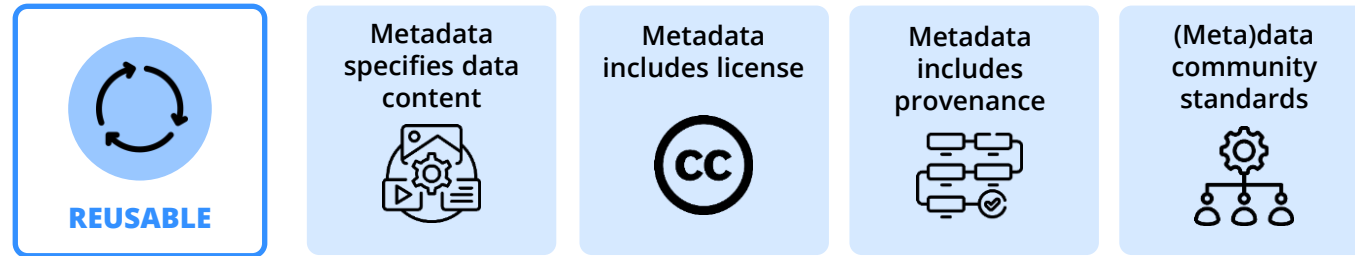 REUSABLE
Metadata
specifies data
content
Metadata
includes license
cc
Metadata
includes
provenance
(Meta)data
community
standards